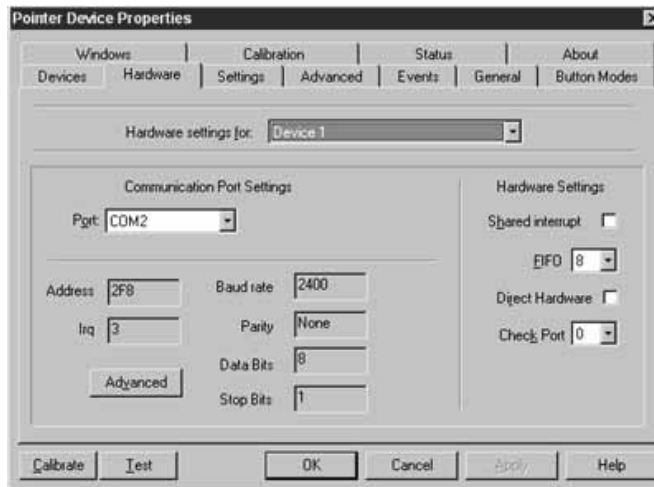 Pointer Device Properties
Windows Calibration Status About
Devices Hardware Settings Advanced Events General Button Modes
Hardware settings for: Device 1
Communication Port Settings Hardware Settings
Port: COM2 Shared interrupt
FIFO 8
Address 2F8 Baud rate 2400 Direct Hardware
Irq 3 Parity None Check Port 0
Data Bits 8
Advanced
Stop Bits 1
Calibrate Test OK Cancel Apply Help